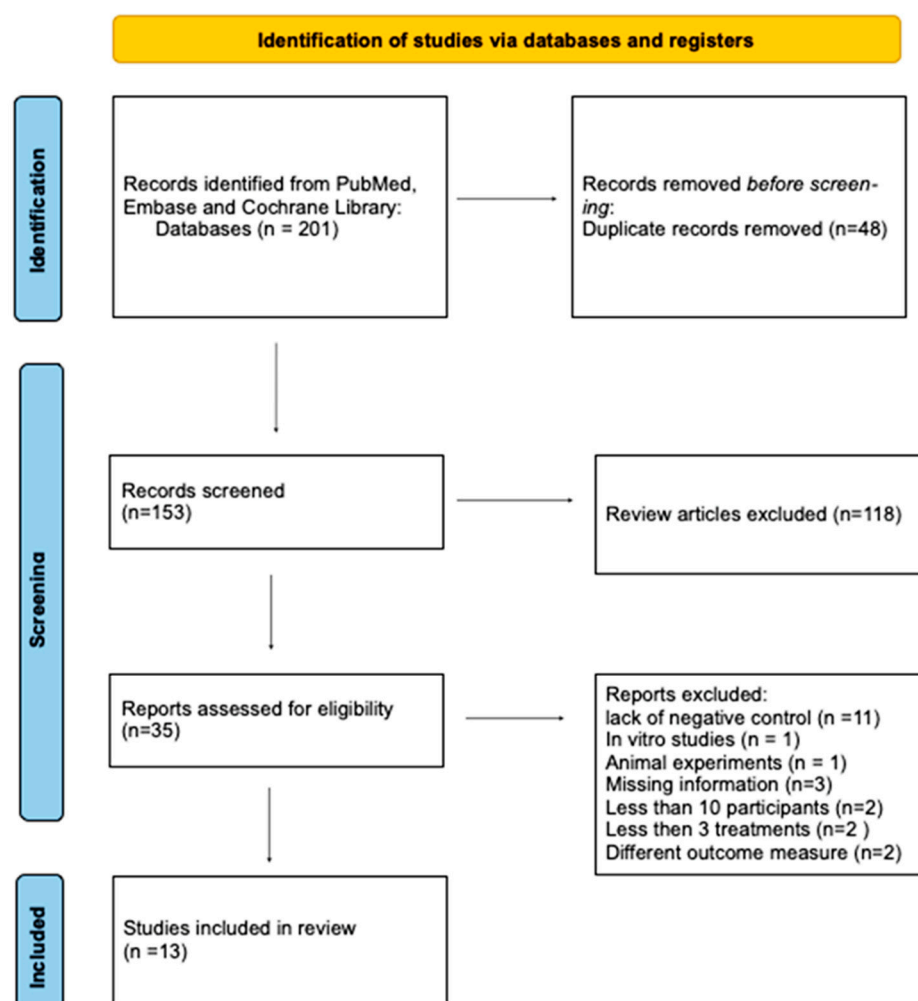 Identification of studies via databases and registers
Identification
Records identified from PubMed,
Embase and Cochrane Library:
Databases (n = 201)
Records removed before screen-
ing:
Duplicate records removed (n=48)
Screening
Records screened
(n=153)
Review articles excluded (n=118)
Reports assessed for eligibility
(n=35)
Reports excluded:
lack of negative control (n =11)
In vitro studies (n = 1)
Animal experiments (n = 1)
Missing information (n=3)
Less than 10 participants (n=2)
Less then 3 treatments (n=2 )
Different outcome measure (n=2)
Included
Studies included in review
(n =13)